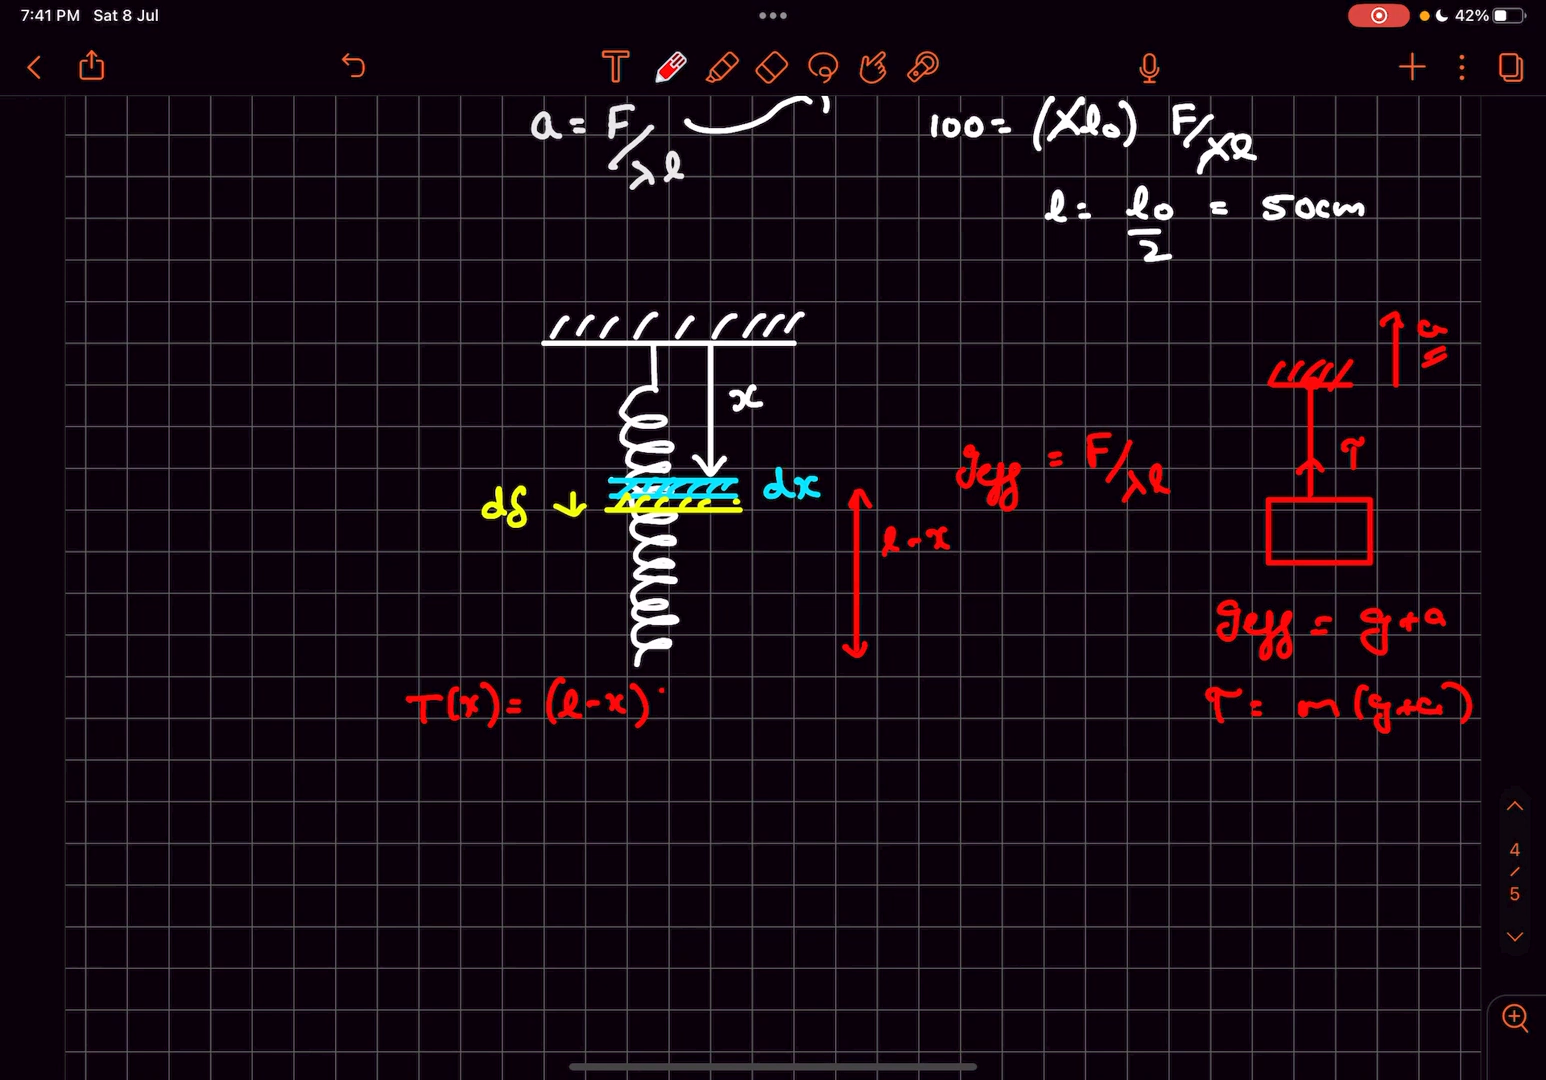 7:41 PM Sat 8 Jul
42%
T
a = F/λl
100 = (λl₀) F/λl
l = l₀/2 = 50cm
x
a
T
g_eff = F/λl
dx
dδ
l-x
g_eff = g+a
T(x) = (l-x)
T = m(g+a)
4
/
5